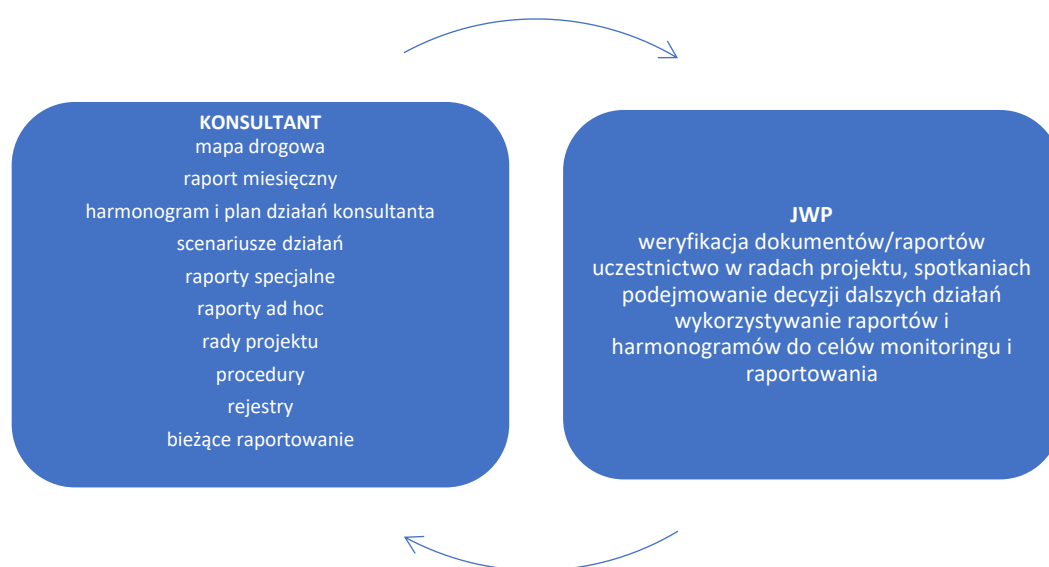 KONSULTANT
mapa drogowa
raport miesięczny
harmonogram i plan działań konsultanta
scenariusze działań
raporty specjalne
raporty ad hoc
rady projektu
procedury
rejestry
bieżące raportowanie
JWP
weryfikacja dokumentów/raportów
uczestnictwo w radach projektu, spotkaniach
podejmowanie decyzji dalszych działań
wykorzystywanie raportów i
harmonogramów do celów monitoringu i
raportowania